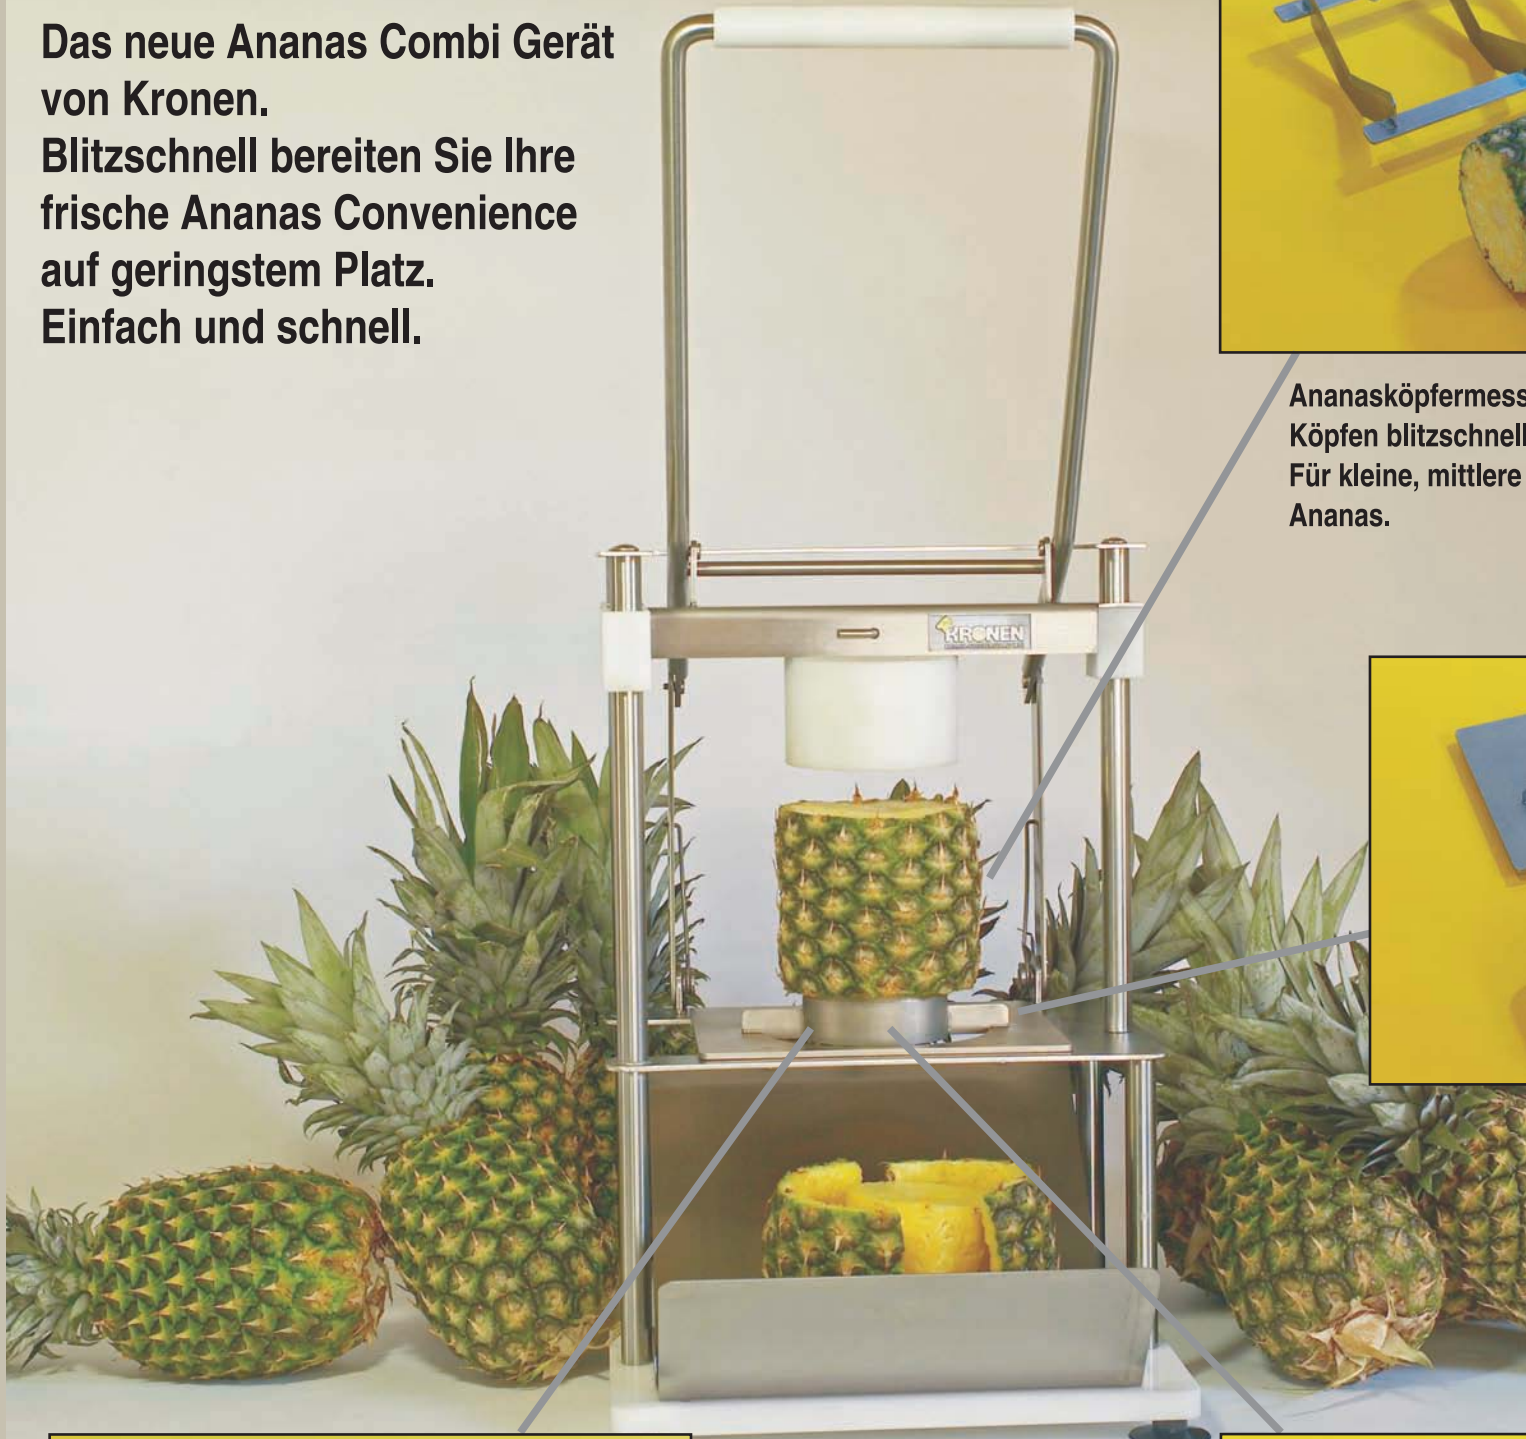 Das neue Ananas Combi Gerät
von Kronen.
Blitzschnell bereiten Sie Ihre
frische Ananas Convenience
auf geringstem Platz.
Einfach und schnell.
Köpfen blitzschnell
Für kleine, mittlere
Ananas.
KRONEN